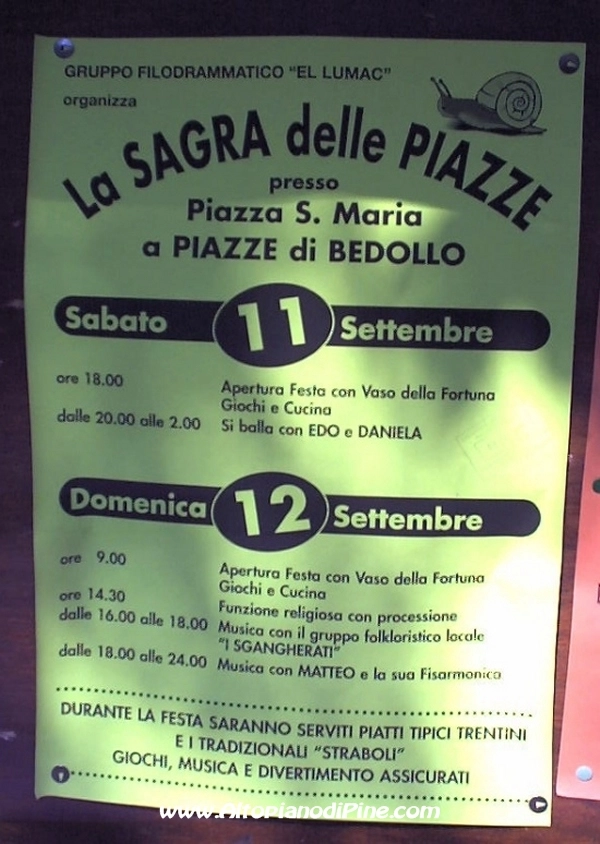 GRUPPO FILODRAMMATICO "EL LUMAC"
organizza
La SAGRA delle PIAZZE
presso
Piazza S. Maria
a PIAZZE di BEDOLLO
Sabato 11 Settembre
ore 18.00 Apertura Festa con Vaso della Fortuna
Giochi e Cucina
dalle 20.00 alle 2.00 Si balla con EDO e DANIELA
Domenica 12 Settembre
ore 9.00 Apertura Festa con Vaso della Fortuna
Giochi e Cucina
ore 14.30 Funzione religiosa con processione
dalle 16.00 alle 18.00 Musica con il gruppo folkloristico locale
"I SGANGHERATI"
dalle 18.00 alle 24.00 Musica con MATTEO e la sua Fisarmonica
DURANTE LA FESTA SARANNO SERVITI PIATTI TIPICI TRENTINI
E I TRADIZIONALI "STRABOLI"
GIOCHI, MUSICA E DIVERTIMENTO ASSICURATI
www.AltopianodiPine.com